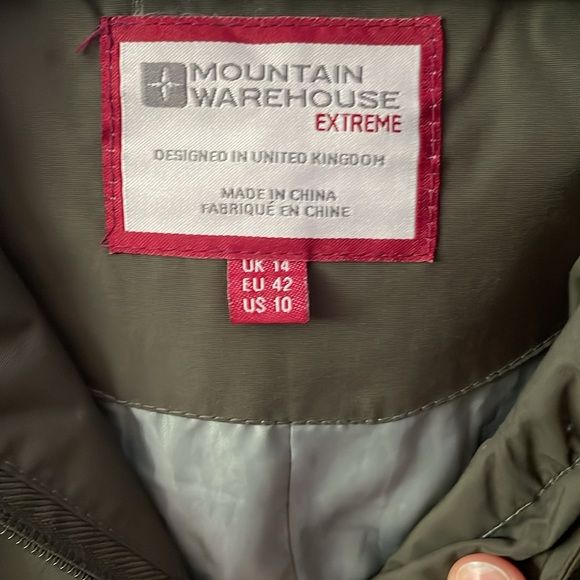 MOUNTAIN
WAREHOUSE
EXTREME
DESIGNED IN UNITED KINGDOM
MADE IN CHINA
FABRIQUÉ EN CHINE
UK 14
EU 42
US 10